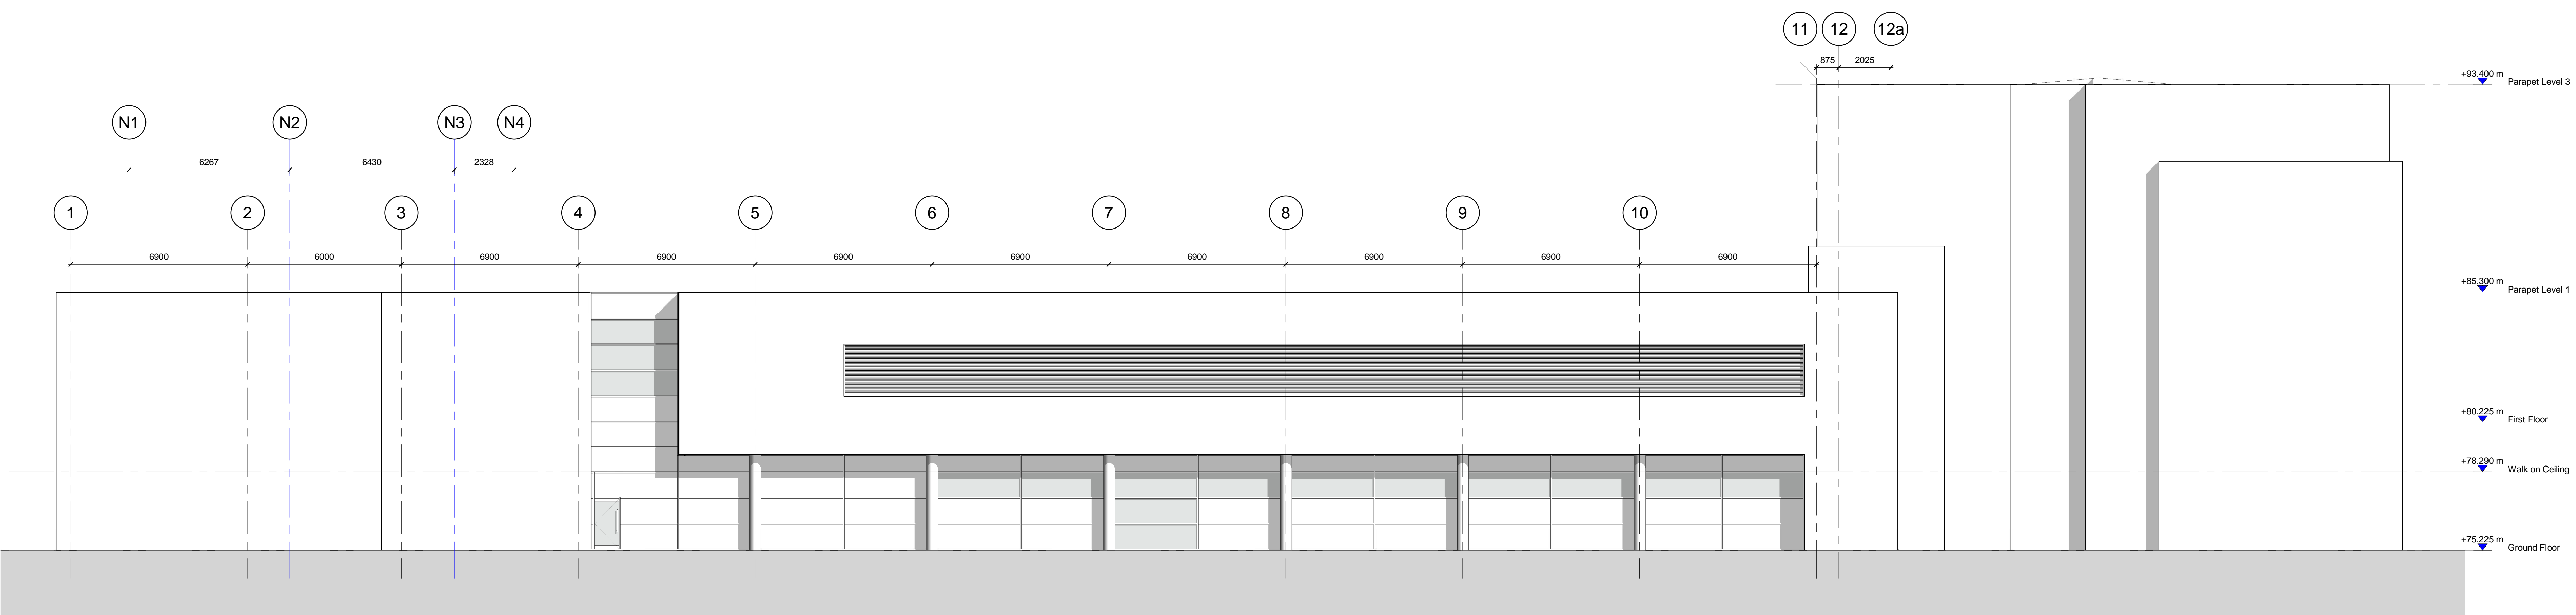 11 12 12a
875 2025
+93.400 m
Parapet Level 3
N1 N2 N3 N4
6267 6430 2328
1 2 3 4 5 6 7 8 9 10
6900 6000 6900 6900 6900 6900 6900 6900 6900 6900
+85.300 m
Parapet Level 1
+80.225 m
First Floor
+78.290 m
Walk on Ceiling
+75.225 m
Ground Floor